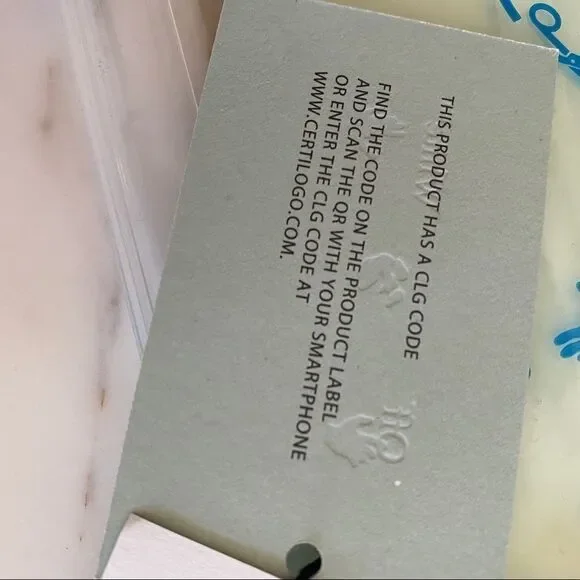 THIS PRODUCT HAS A CLG CODE
FIND THE CODE ON THE PRODUCT LABEL
AND SCAN THE QR WITH YOUR SMARTPHONE
OR ENTER THE CLG CODE AT
WWW.CERTILOGO.COM.